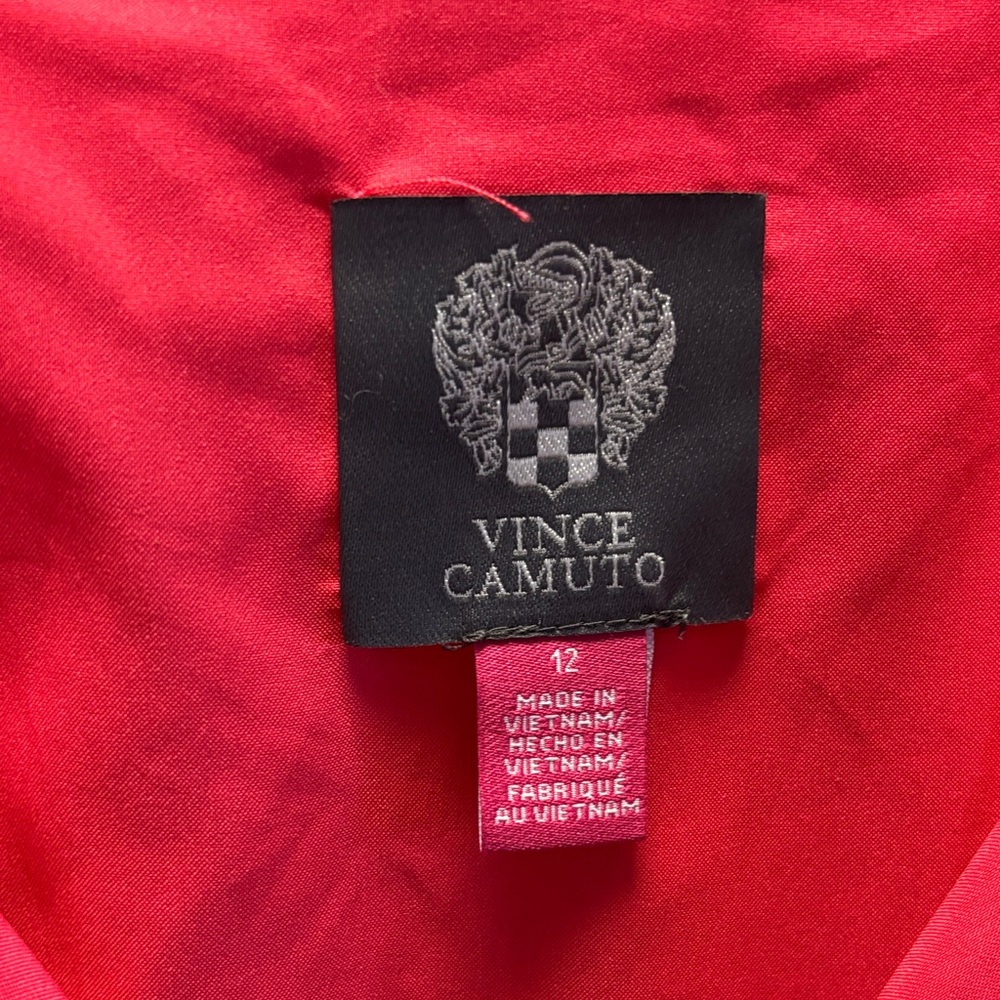 VINCE
CAMUTO
12
MADE IN
VIETNAM/
HECHO EN
VIETNAM/
FABRIQUÉ
AU VIETNAM